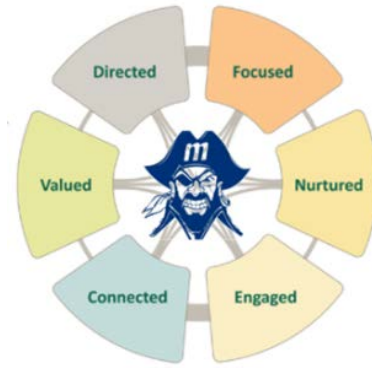 Directed
Focused
m
Valued
Nurtured
Connected
Engaged